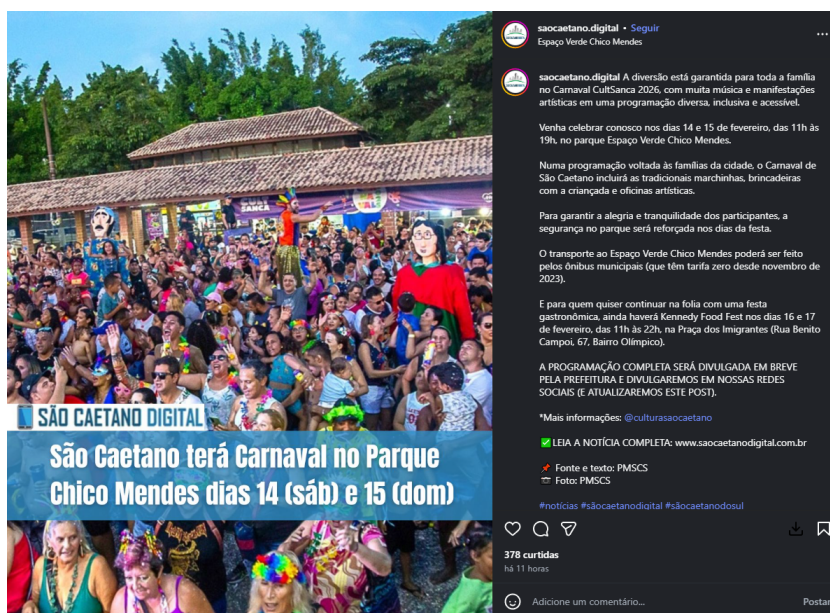 CULT
SANCA
SÃO CAETANO DIGITAL
São Caetano terá Carnaval no Parque
Chico Mendes dias 14 (sáb) e 15 (dom)
saocaetano.digital • Seguir
Espaço Verde Chico Mendes
saocaetano.digital A diversão está garantida para toda a família
no Carnaval CultSanca 2026, com muita música e manifestações
artísticas em uma programação diversa, inclusiva e acessível.
Venha celebrar conosco nos dias 14 e 15 de fevereiro, das 11h às
19h, no parque Espaço Verde Chico Mendes.
Numa programação voltada às famílias da cidade, o Carnaval de
São Caetano incluirá as tradicionais marchinhas, brincadeiras
com a criançada e oficinas artísticas.
Para garantir a alegria e tranquilidade dos participantes, a
segurança no parque será reforçada nos dias da festa.
O transporte ao Espaço Verde Chico Mendes poderá ser feito
pelos ônibus municipais (que têm tarifa zero desde novembro de
2023).
E para quem quiser continuar na folia com uma festa
gastronômica, ainda haverá Kennedy Food Fest nos dias 16 e 17
de fevereiro, das 11h às 22h, na Praça dos Imigrantes (Rua Benito
Campoi, 67, Bairro Olímpico).
A PROGRAMAÇÃO COMPLETA SERÁ DIVULGADA EM BREVE
PELA PREFEITURA E DIVULGAREMOS EM NOSSAS REDES
SOCIAIS (E ATUALIZAREMOS ESTE POST).
*Mais informações: @culturasaocaetano
✅ LEIA A NOTÍCIA COMPLETA: www.saocaetanodigital.com.br
📌 Fonte e texto: PMSCS
📷 Foto: PMSCS
#notícias #sãocaetanodigital #sãocaetanodosul
378 curtidas
há 11 horas
Adicione um comentário...
Postar